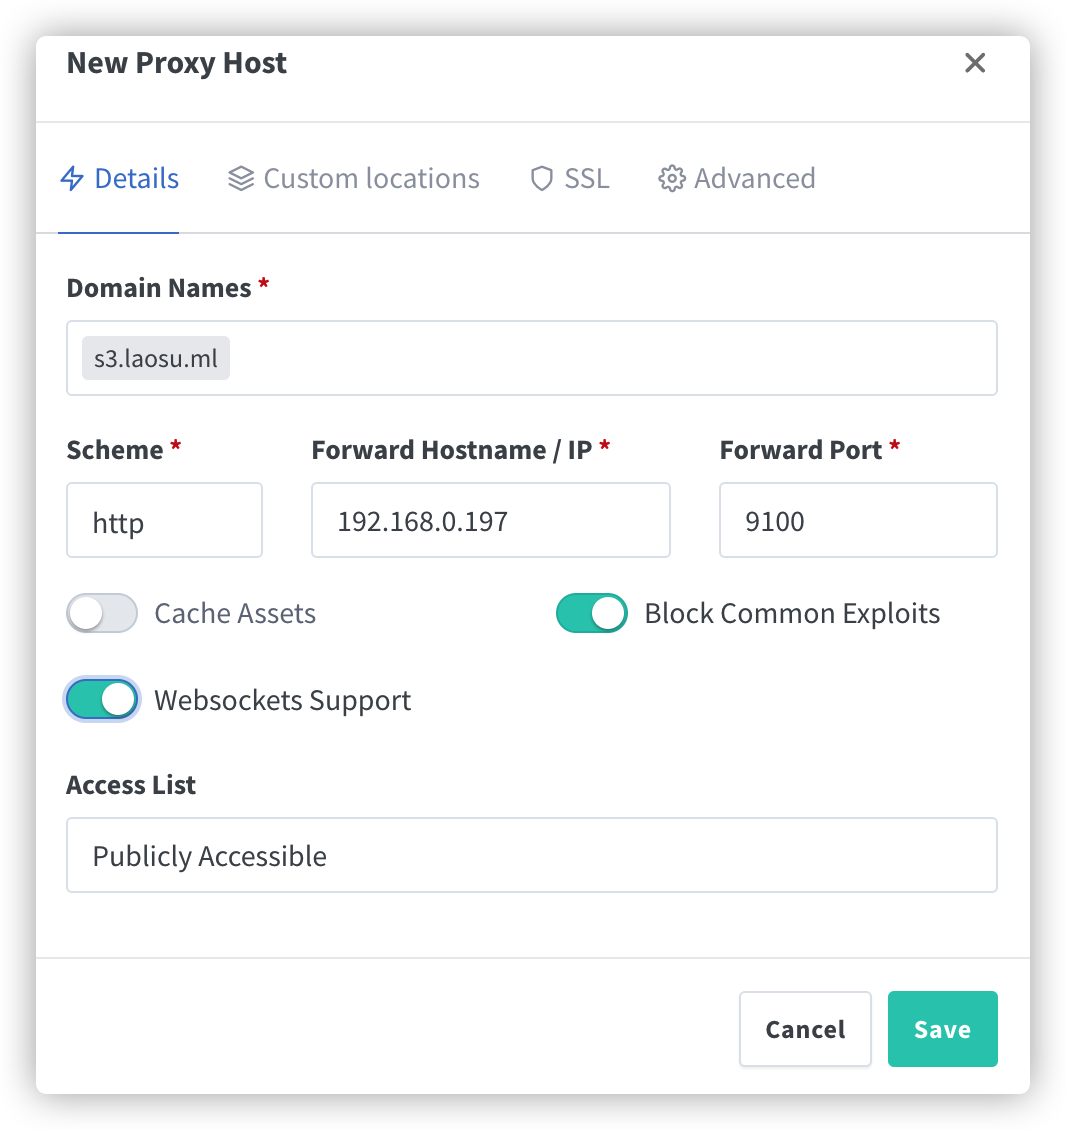 New Proxy Host
Details Custom locations SSL Advanced
Domain Names *
s3.laosu.ml
Scheme * Forward Hostname / IP * Forward Port *
http 192.168.0.197 9100
Cache Assets Block Common Exploits
Websockets Support
Access List
Publicly Accessible
Cancel Save